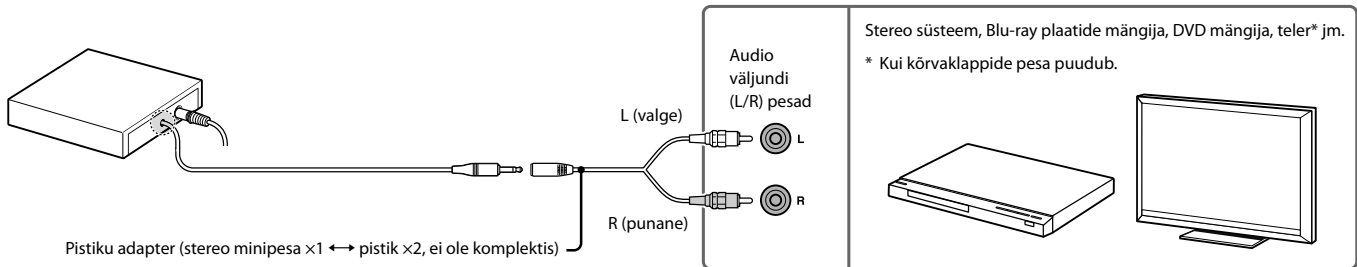 Stereo süsteem, Blu-ray plaatide mängija, DVD mängija, teler* jm.
* Kui kõrvaklappide pesa puudub.
Audio
väljundi
(L/R) pesad
L (valge)
L
R
R (punane)
Pistiku adapter (stereo minipesa ×1 ↔ pistik ×2, ei ole komplektis)